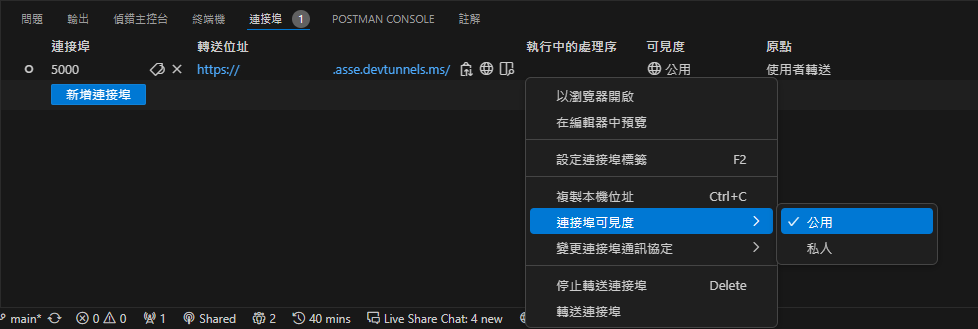 問題 輸出 偵錯主控台 終端機 連接埠 1 POSTMAN CONSOLE 註解
連接埠 轉送位址 執行中的處理序 可見度 原點
5000 https:// .asse.devtunnels.ms/ 公用 使用者轉送
新增連接埠
以瀏覽器開啟
在編輯器中預覽
設定連接埠標籤 F2
複製本機位址 Ctrl+C
連接埠可見度
公用
變更連接埠通訊協定
私人
停止轉送連接埠 Delete
轉送連接埠
main* 0 0 1 Shared 2 40 mins Live Share Chat: 4 new